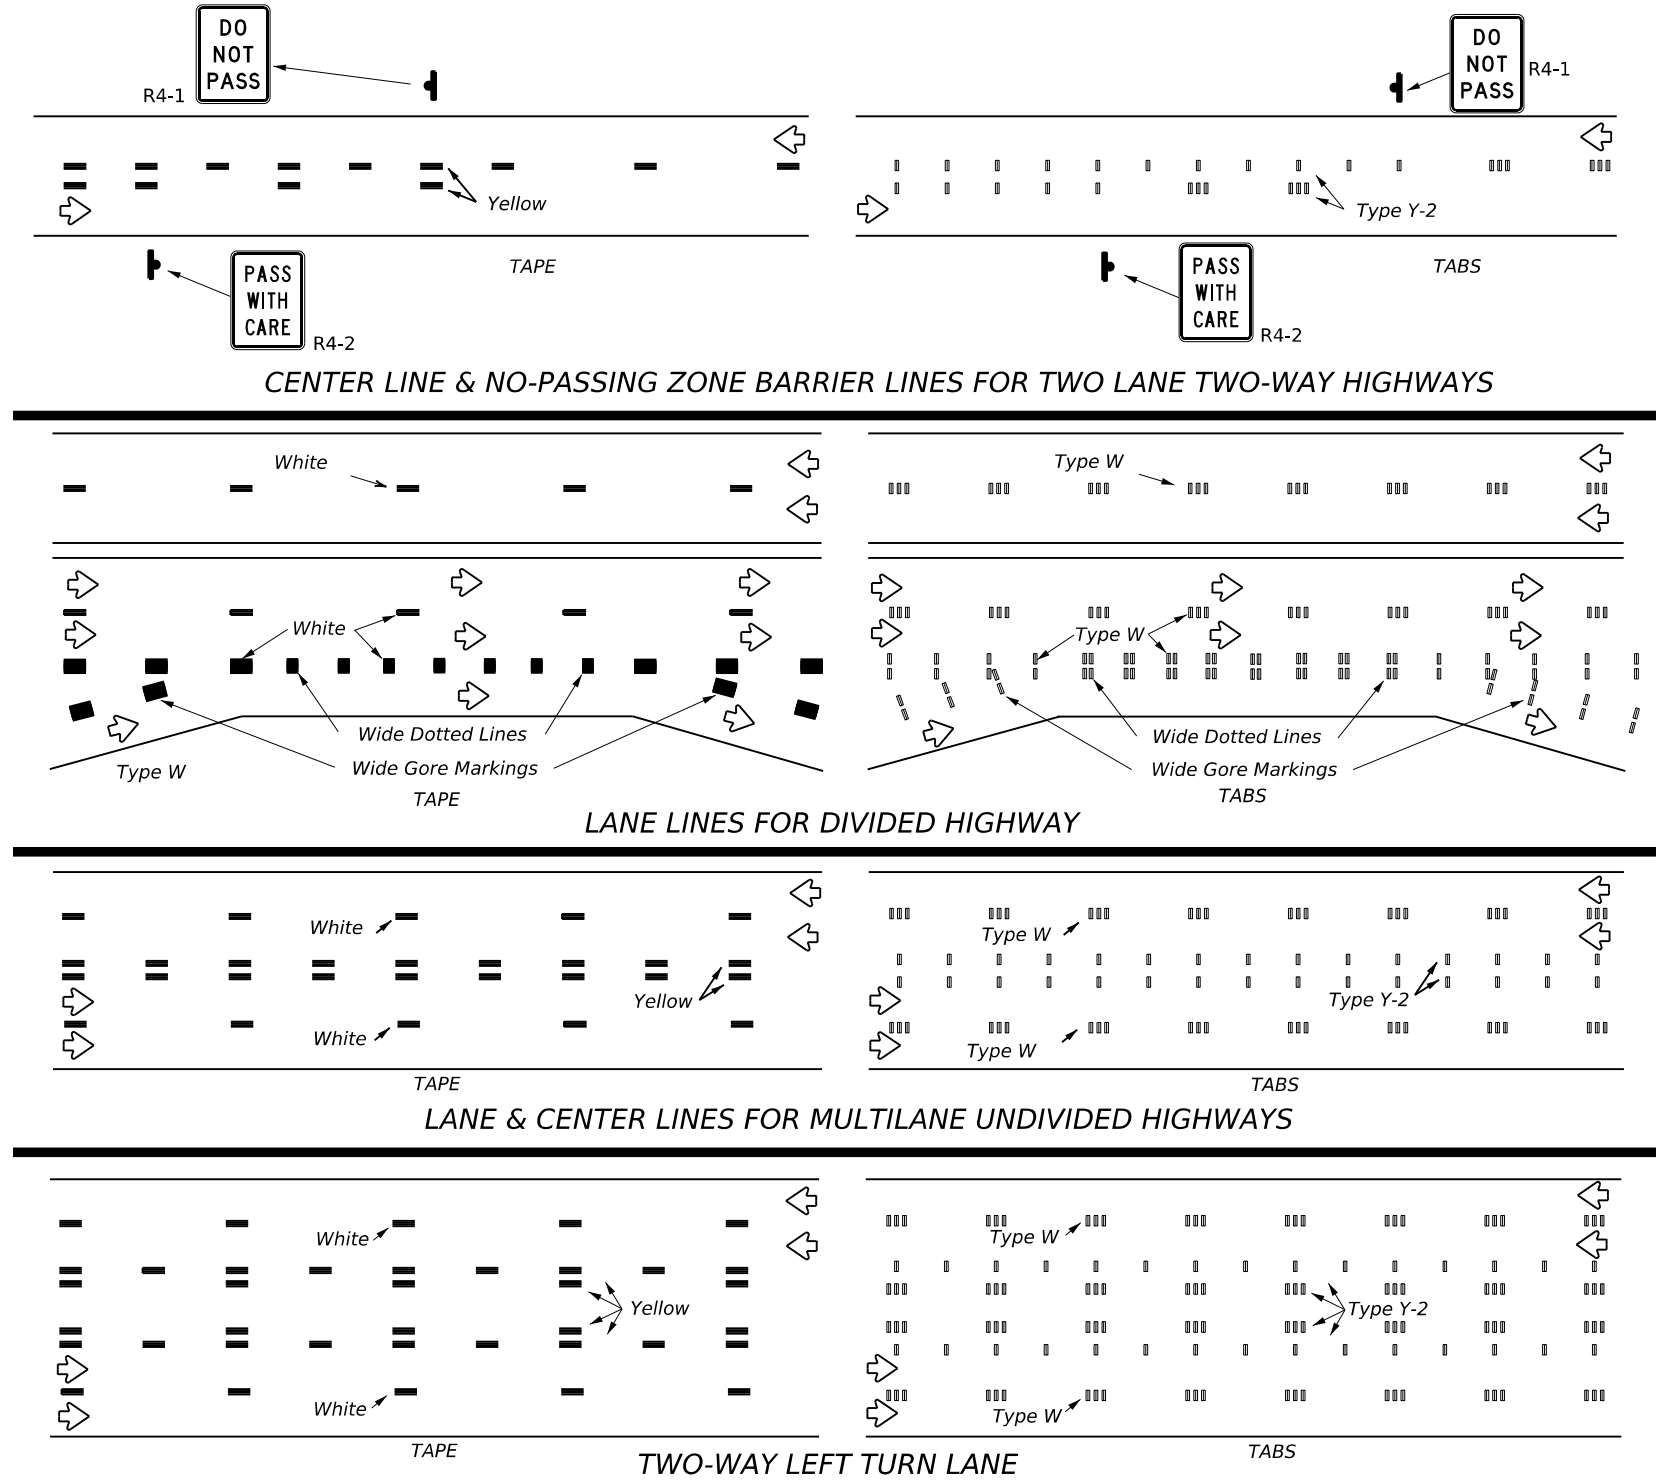 DO
NOT
PASS
R4-1
DO
NOT
PASS
R4-1
Yellow
Type Y-2
PASS
WITH
CARE
R4-2
TAPE
PASS
WITH
CARE
R4-2
TABS
CENTER LINE & NO-PASSING ZONE BARRIER LINES FOR TWO LANE TWO-WAY HIGHWAYS
White
Type W
White
Type W
Wide Dotted Lines
Wide Gore Markings
Type W
TAPE
Wide Dotted Lines
Wide Gore Markings
TABS
LANE LINES FOR DIVIDED HIGHWAY
White
Yellow
White
TAPE
Type W
Type Y-2
Type W
TABS
LANE & CENTER LINES FOR MULTILANE UNDIVIDED HIGHWAYS
White
Yellow
White
TAPE
Type W
Type Y-2
Type W
TABS
TWO-WAY LEFT TURN LANE